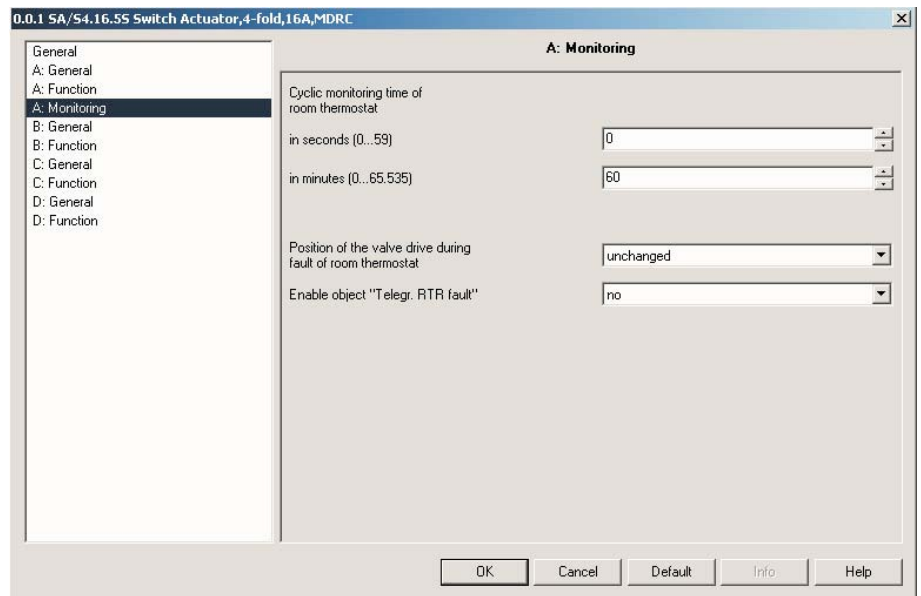 0.0.1 SA/S4.16.5S Switch Actuator,4-fold,16A,MDRC
General
A: General
A: Function
A: Monitoring
B: General
B: Function
C: General
C: Function
D: General
D: Function
A: Monitoring
Cyclic monitoring time of
room thermostat
in seconds (0...59)
0
in minutes (0...65.535)
60
Position of the valve drive during
fault of room thermostat
unchanged
Enable object "Telegr. RTR fault"
no
OK
Cancel
Default
Info
Help